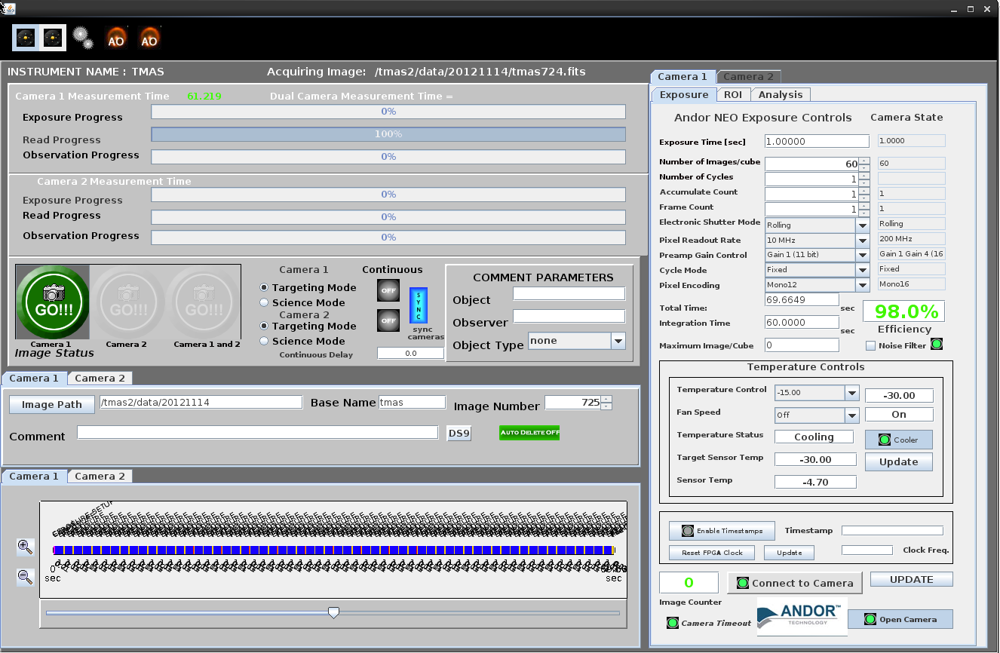 AO AO
INSTRUMENT NAME : TMAS Acquiring Image: /tmas2/data/20121114/tmas724.fits
Camera 1 Measurement Time 61.219 Dual Camera Measurement Time =
Exposure Progress 0%
Read Progress 100%
Observation Progress 0%
Camera 2 Measurement Time
Exposure Progress 0%
Read Progress 0%
Observation Progress 0%
GO!!! GO!!! GO!!!
Camera 1 Camera 2 Camera 1 and 2
Image Status
Camera 1 Continuous
Targeting Mode OFF
Science Mode
Camera 2
Targeting Mode OFF
Science Mode
SYNC
sync
cameras
Continuous Delay 0.0
COMMENT PARAMETERS
Object
Observer
Object Type none
Camera 1 Camera 2
Image Path /tmas2/data/20121114 Base Name tmas Image Number 725
Comment DS9 AUTO DELETE OFF
Camera 1 Camera 2
0
sec sec
Camera 1 Camera 2
Exposure ROI Analysis
Andor NEO Exposure Controls Camera State
Exposure Time [sec] 1.00000 1.0000
Number of Images/cube 60 60
Number of Cycles 1
Accumulate Count 1 1
Frame Count 1 1
Electronic Shutter Mode Rolling Rolling
Pixel Readout Rate 10 MHz 200 MHz
Preamp Gain Control Gain 1 (11 bit) Gain 1 Gain 4 (16
Cycle Mode Fixed Fixed
Pixel Encoding Mono12 Mono16
Total Time: 69.6649 sec 98.0%
Integration Time 60.0000 sec Efficiency
Maximum Image/Cube 0 Noise Filter
Temperature Controls
Temperature Control -15.00 -30.00
Fan Speed Off On
Temperature Status Cooling Cooler
Target Sensor Temp -30.00 Update
Sensor Temp -4.70
Enable Timestamps Timestamp
Reset FPGA Clock Update Clock Freq.
0 Connect to Camera UPDATE
Image Counter
Camera Timeout ANDOR™ Open Camera
TECHNOLOGY